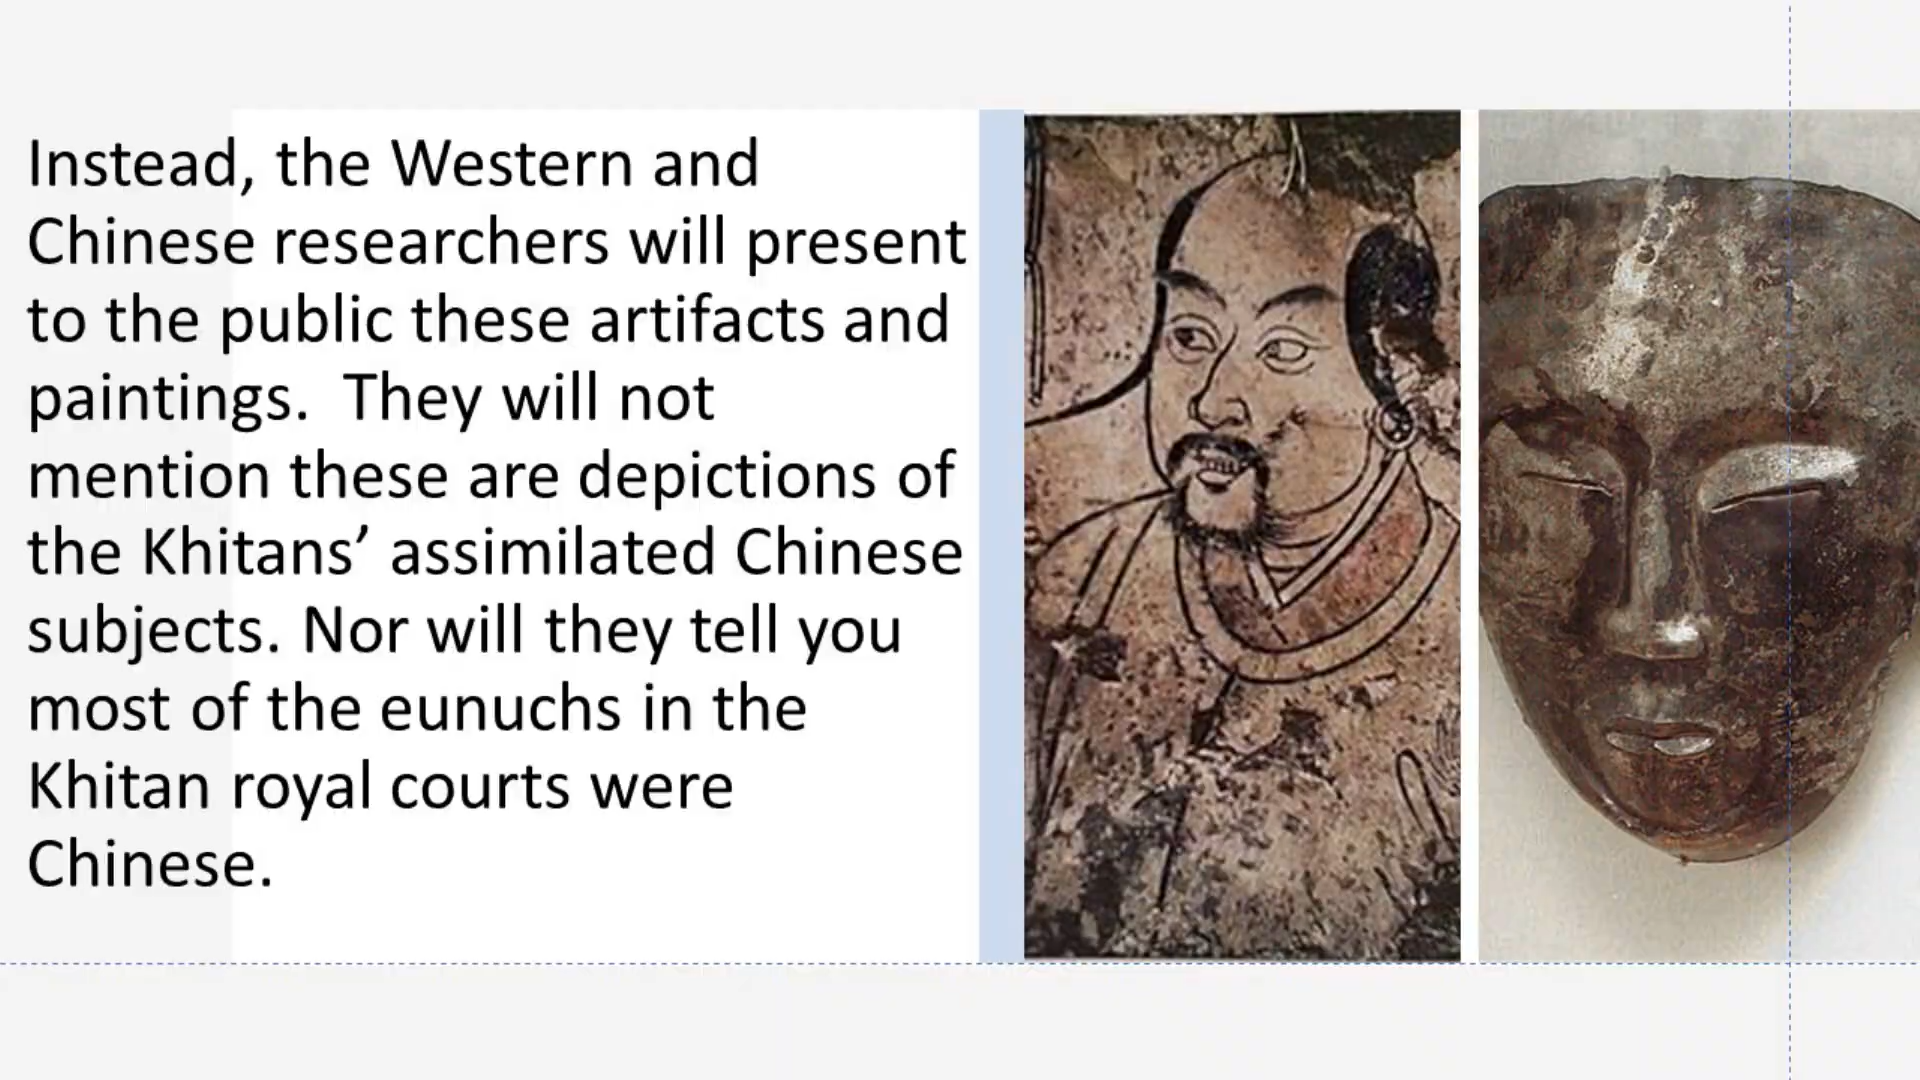 Instead, the Western and
Chinese researchers will present
to the public these artifacts and
paintings.  They will not
mention these are depictions of
the Khitans’ assimilated Chinese
subjects. Nor will they tell you
most of the eunuchs in the
Khitan royal courts were
Chinese.